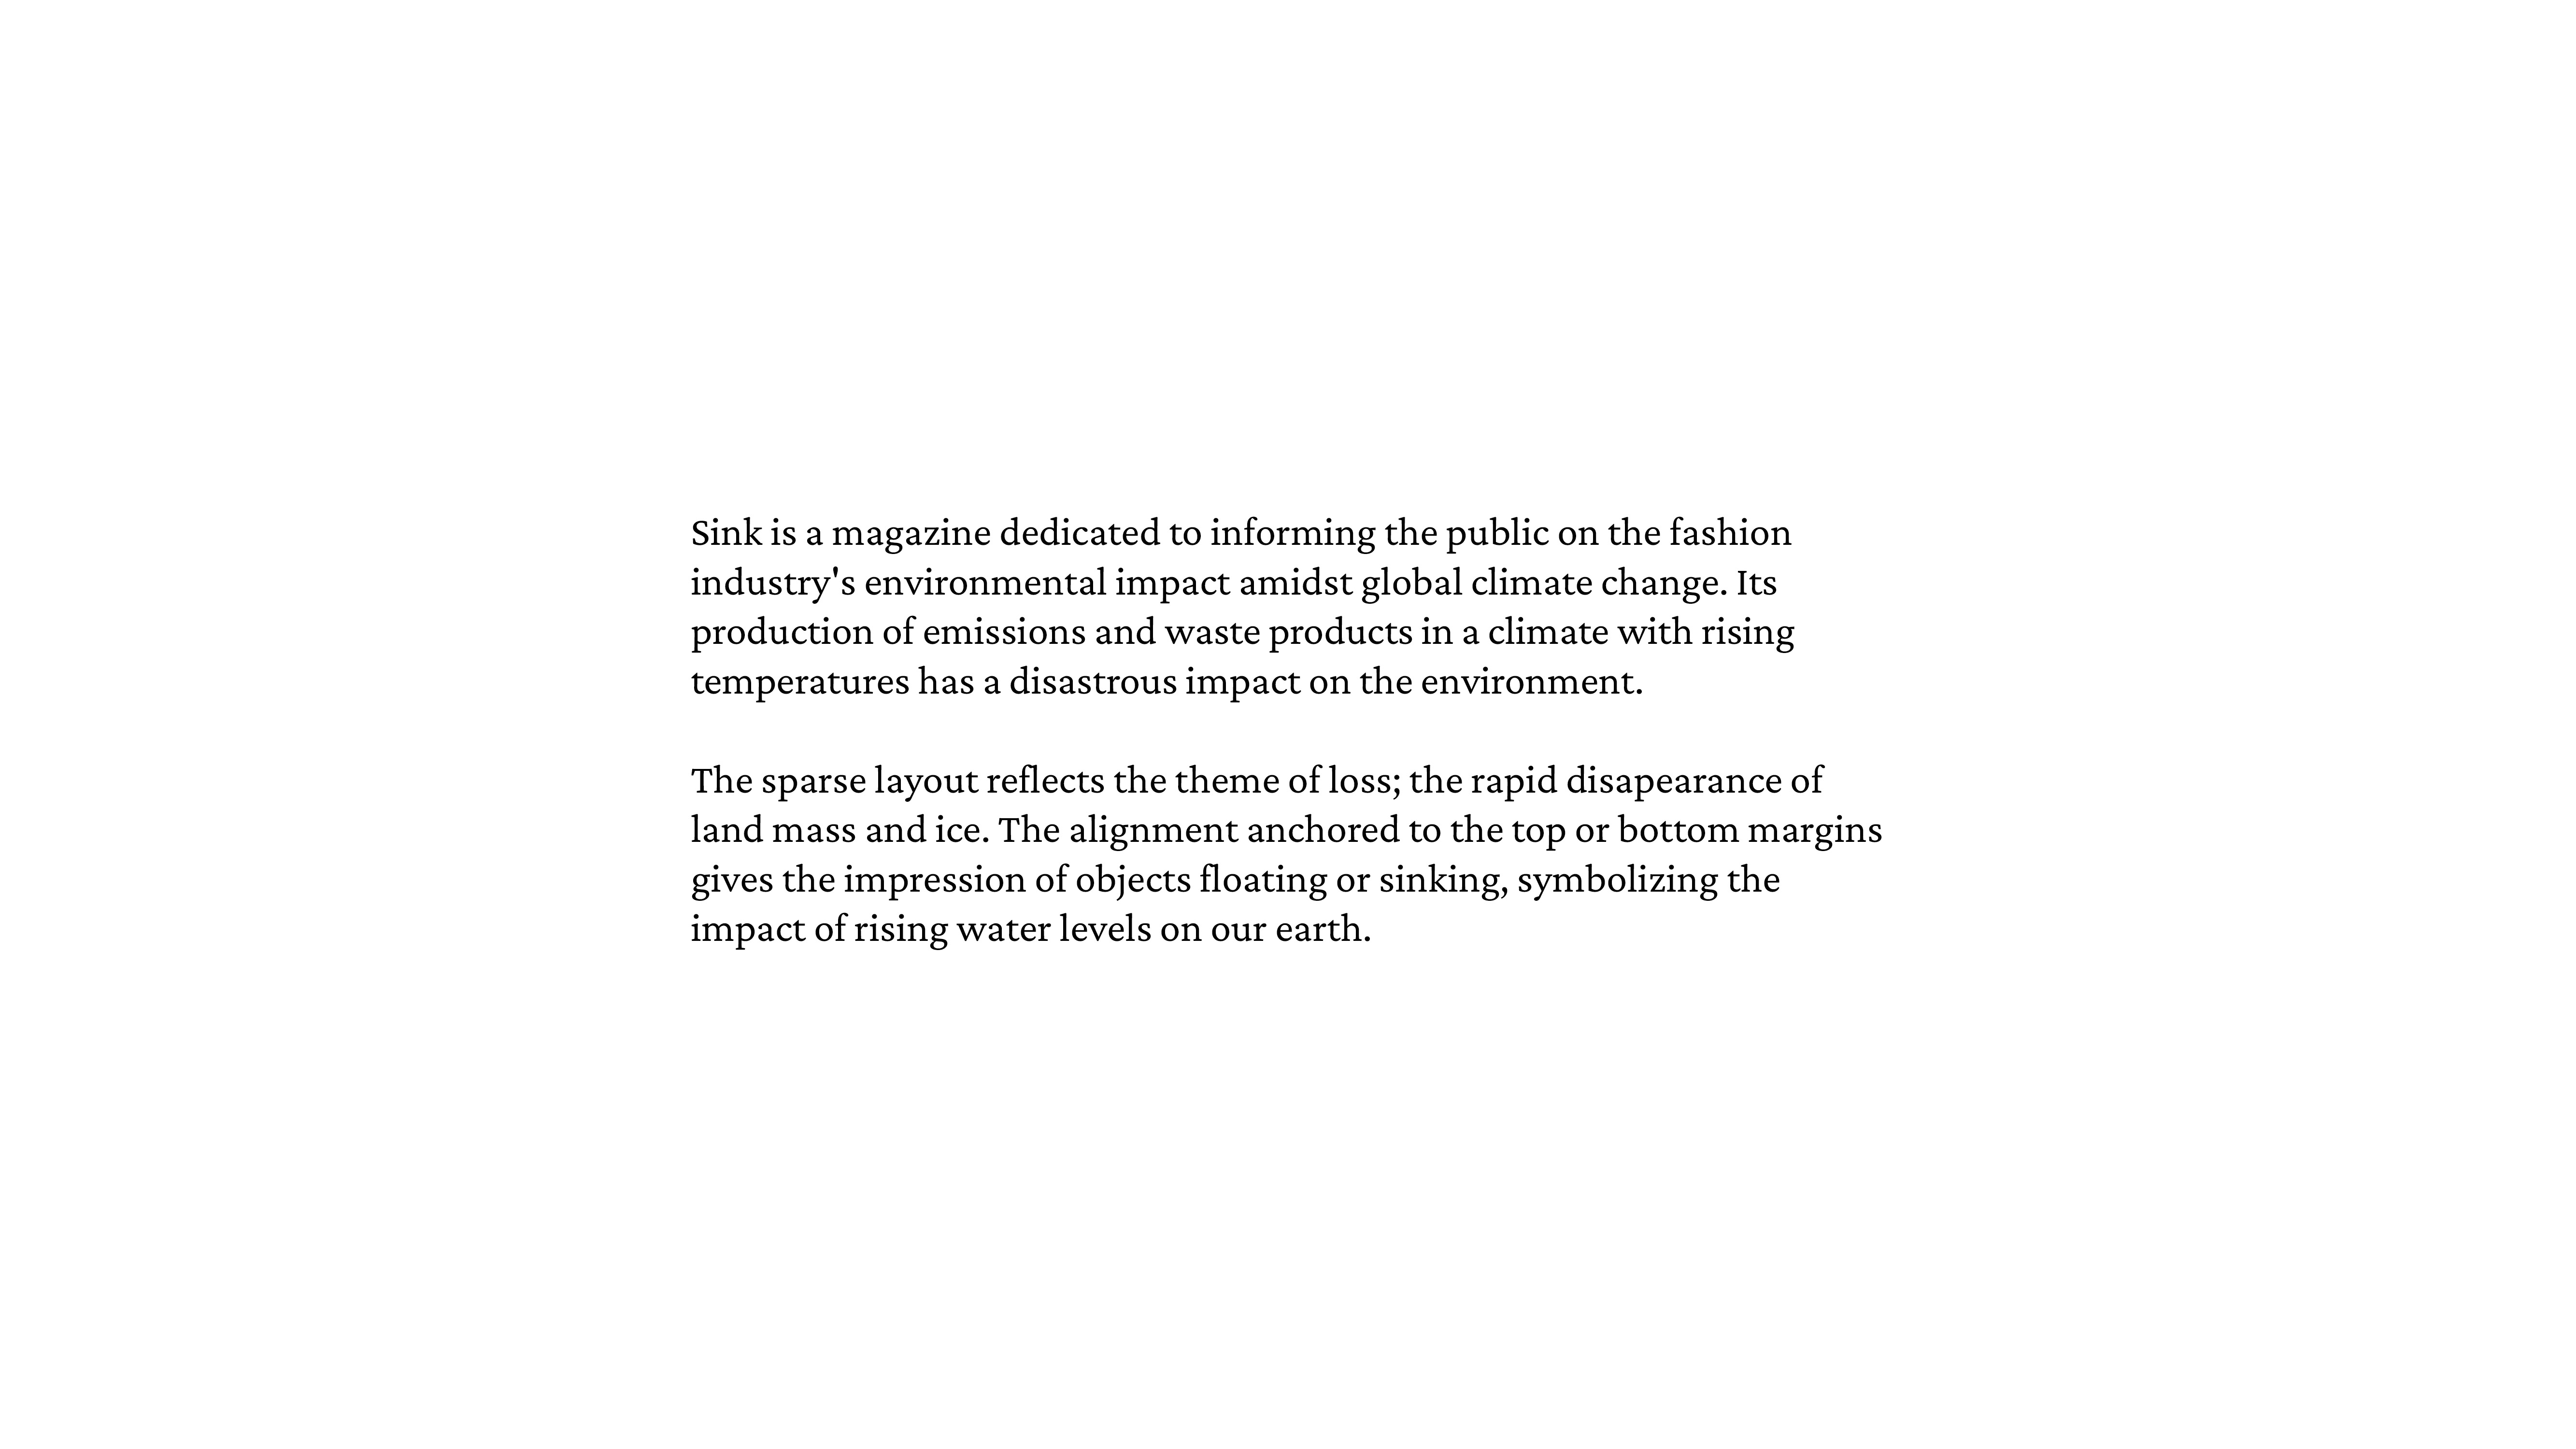 Sink is a magazine dedicated to informing the public on the fashion
industry's environmental impact amidst global climate change. Its
production of emissions and waste products in a climate with rising
temperatures has a disastrous impact on the environment.
The sparse layout reflects the theme of loss; the rapid disapearance of
land mass and ice. The alignment anchored to the top or bottom margins
gives the impression of objects floating or sinking, symbolizing the
impact of rising water levels on our earth.